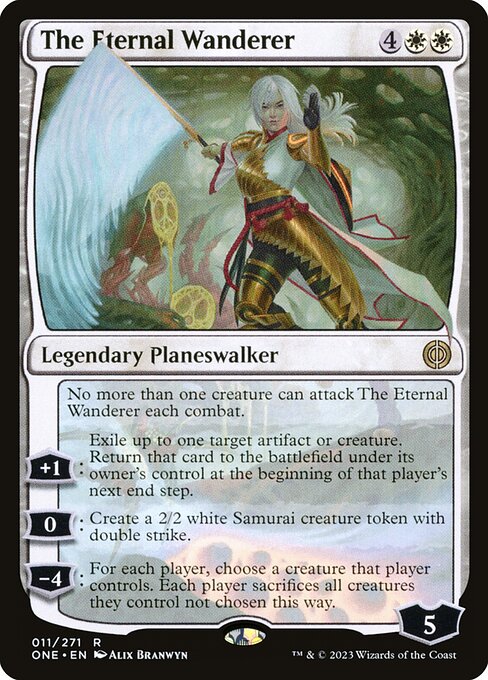 The Eternal Wanderer 4
Legendary Planeswalker
No more than one creature can attack The Eternal
Wanderer each combat.
+1: Exile up to one target artifact or creature.
Return that card to the battlefield under its
owner's control at the beginning of that player's
next end step.
0: Create a 2/2 white Samurai creature token with
double strike.
−4: For each player, choose a creature that player
controls. Each player sacrifices all creatures
they control not chosen this way.
5
011/271 R
ONE • EN Alix Branwyn
™ & © 2023 Wizards of the Coast